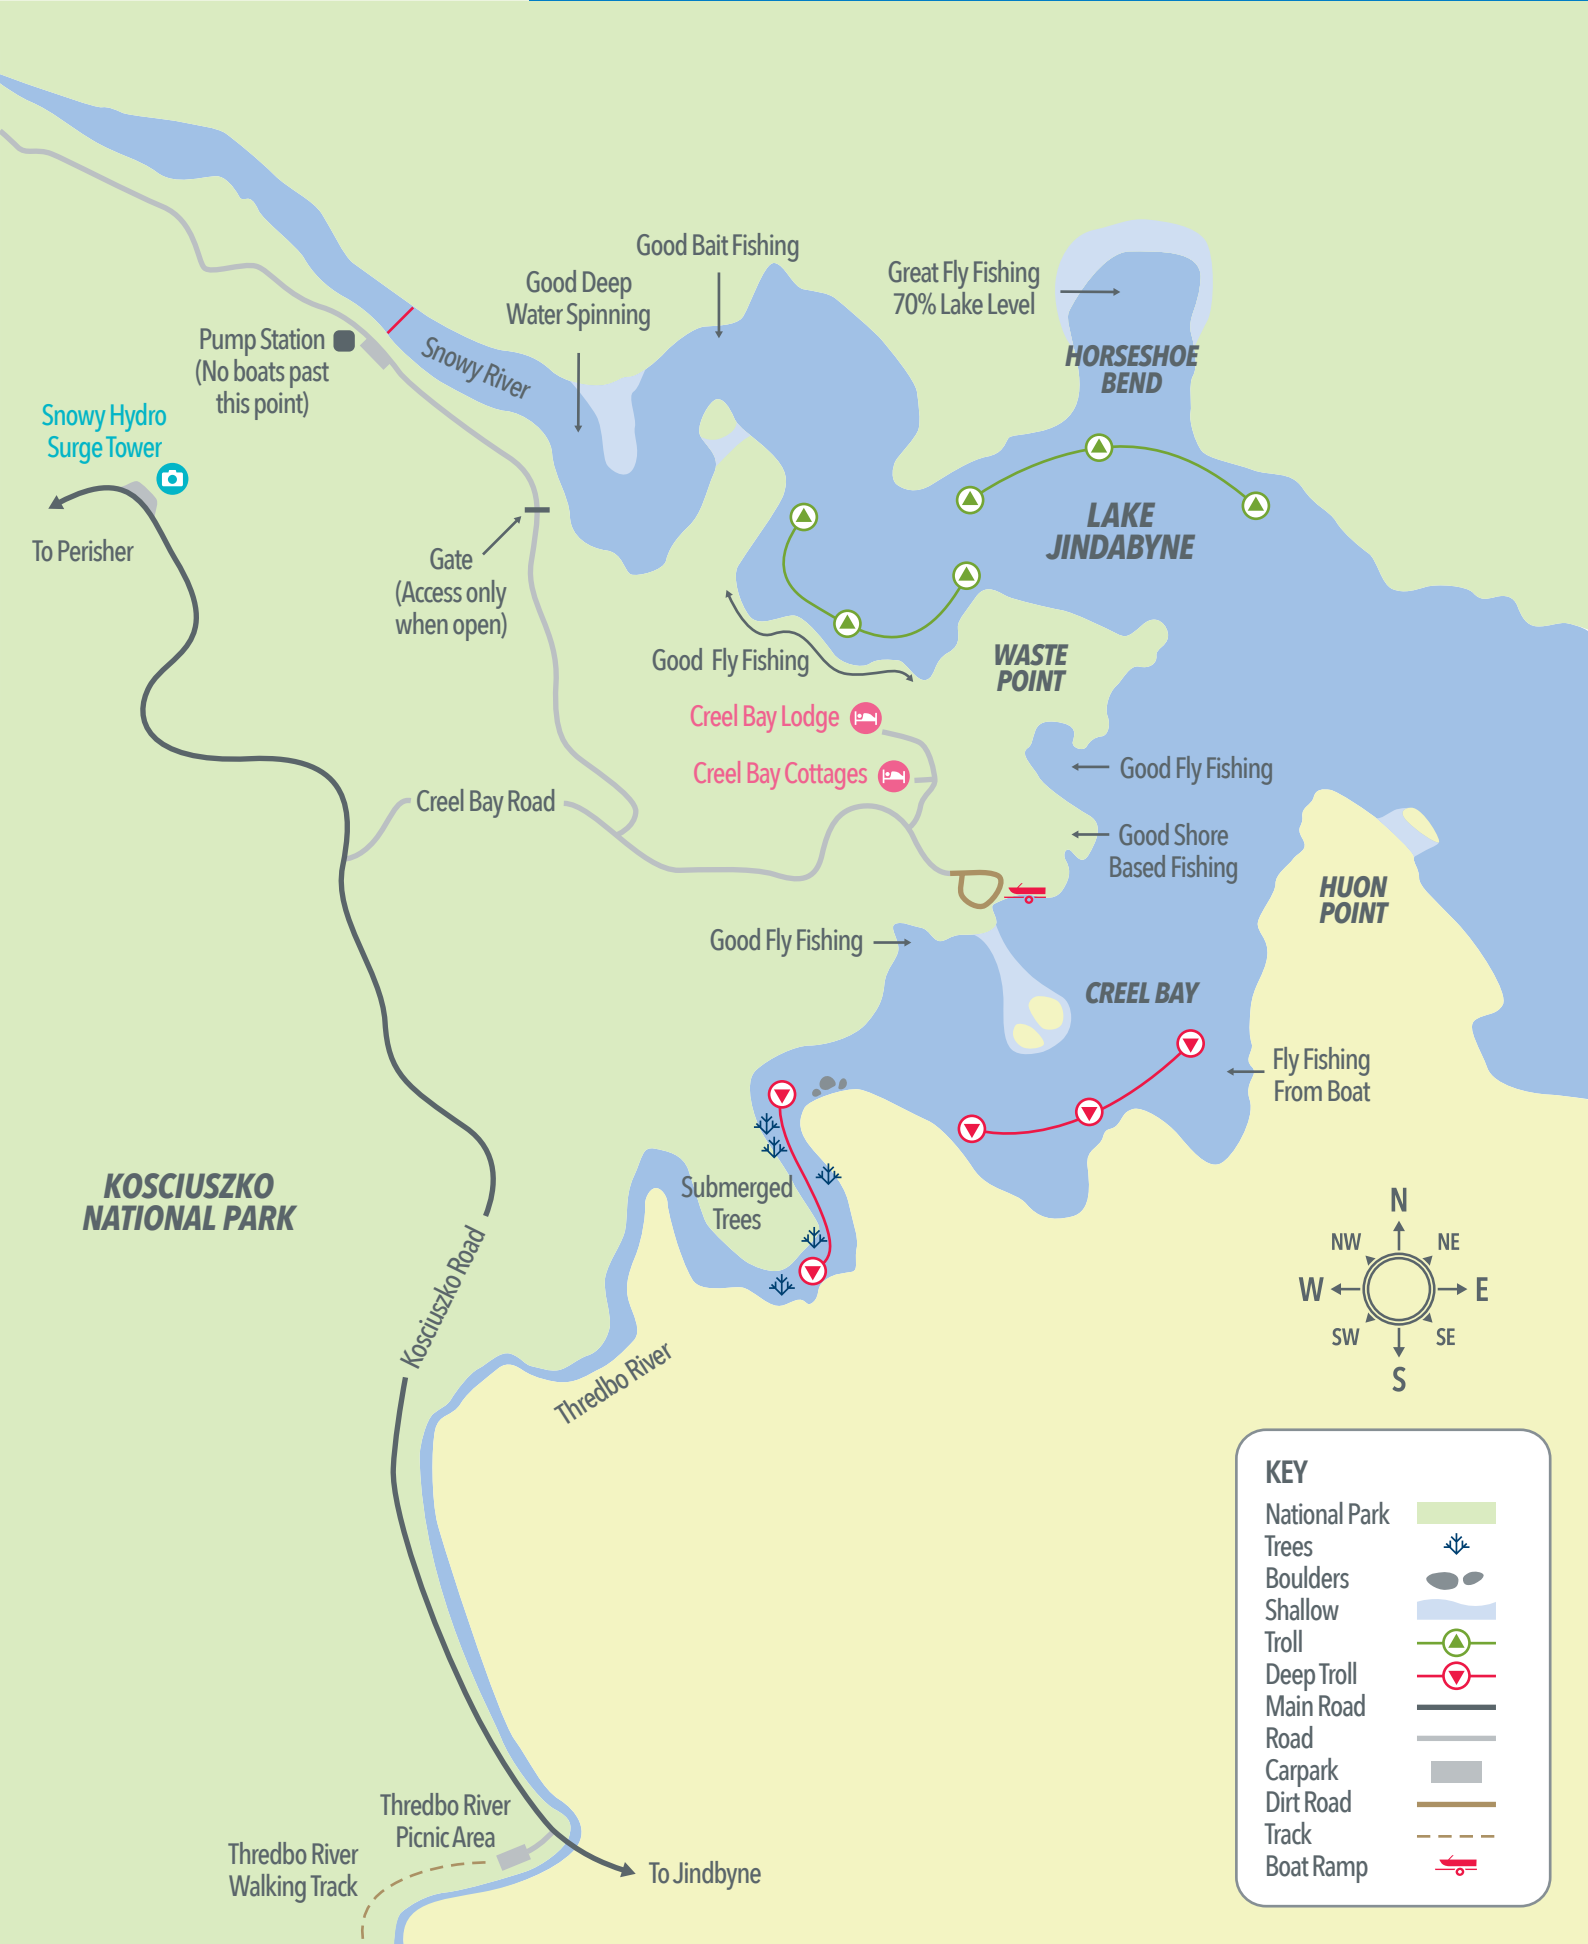 Good Bait Fishing
Good Deep
Water Spinning
Great Fly Fishing
70% Lake Level
Pump Station
(No boats past
this point)
Snowy River
HORSESHOE
BEND
Snowy Hydro
Surge Tower
To Perisher
Gate
(Access only
when open)
LAKE
JINDABYNE
Good Fly Fishing
WASTE
POINT
Creel Bay Lodge
Creel Bay Cottages
Good Fly Fishing
Creel Bay Road
Good Shore
Based Fishing
HUON
POINT
Good Fly Fishing
CREEL BAY
Fly Fishing
From Boat
Submerged
Trees
KOSCIUSZKO
NATIONAL PARK
Kosciuszko Road
Thredbo River
N
NW
NE
W
E
SW
SE
S
Thredbo River
Picnic Area
Thredbo River
Walking Track
To Jindbyne
KEY
National Park
Trees
Boulders
Shallow
Troll
Deep Troll
Main Road
Road
Carpark
Dirt Road
Track
Boat Ramp